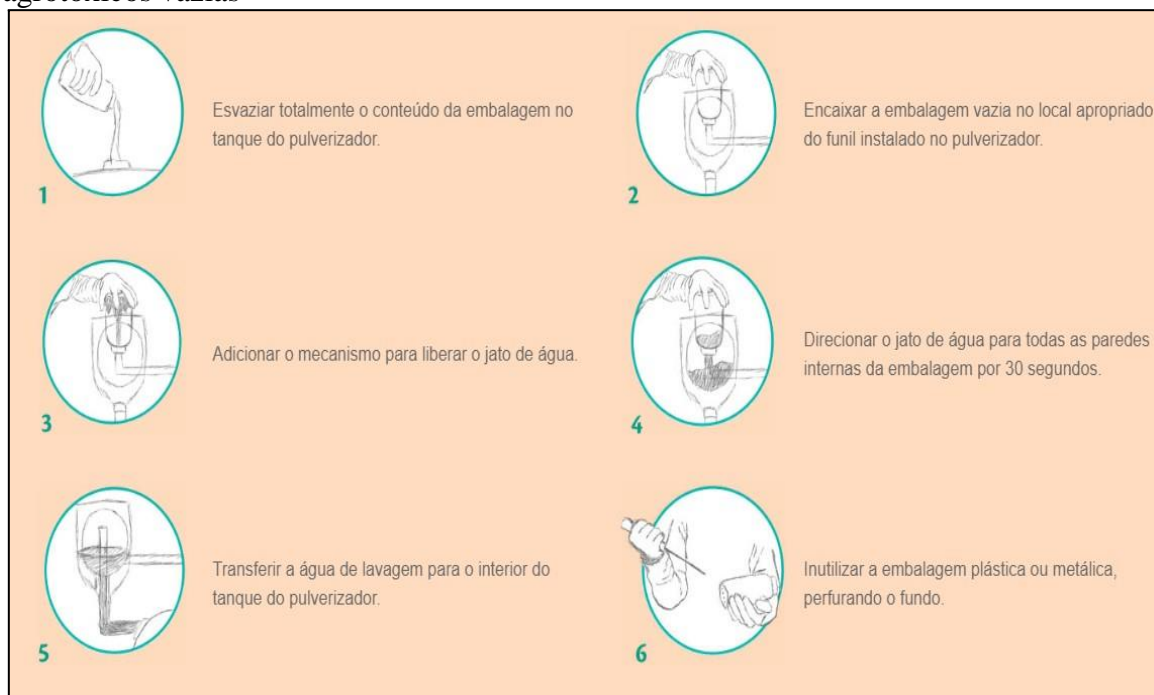 agrotóxicos vazias
Esvaziar totalmente o conteúdo da embalagem no
tanque do pulverizador.
1
Encaixar a embalagem vazia no local apropriado
do funil instalado no pulverizador.
2
Adicionar o mecanismo para liberar o jato de água.
3
Direcionar o jato de água para todas as paredes
internas da embalagem por 30 segundos.
4
Transferir a água de lavagem para o interior do
tanque do pulverizador.
5
Inutilizar a embalagem plástica ou metálica,
perfurando o fundo.
6